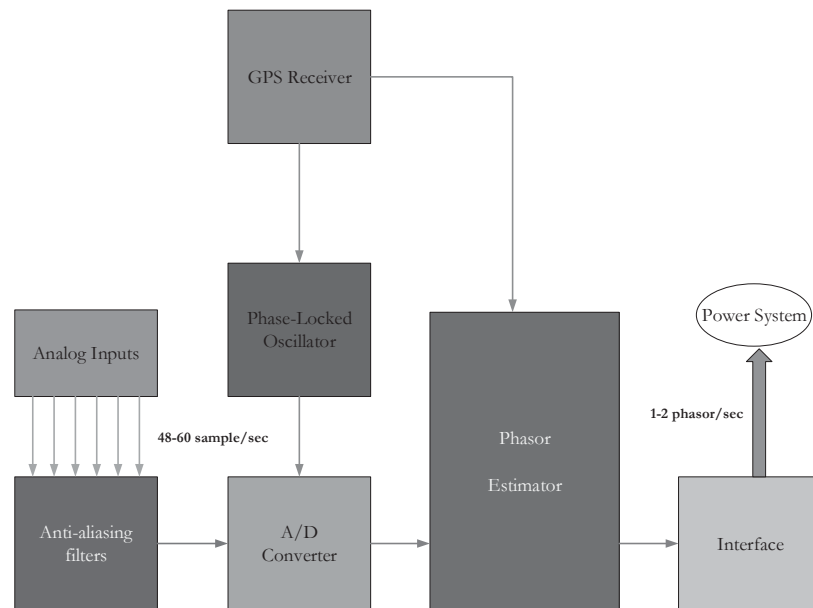 GPS Receiver
Phase-Locked
Oscillator
Analog Inputs
48-60 sample/sec
Anti-aliasing
filters
A/D
Converter
Phasor
Estimator
Power System
1-2 phasor/sec
Interface